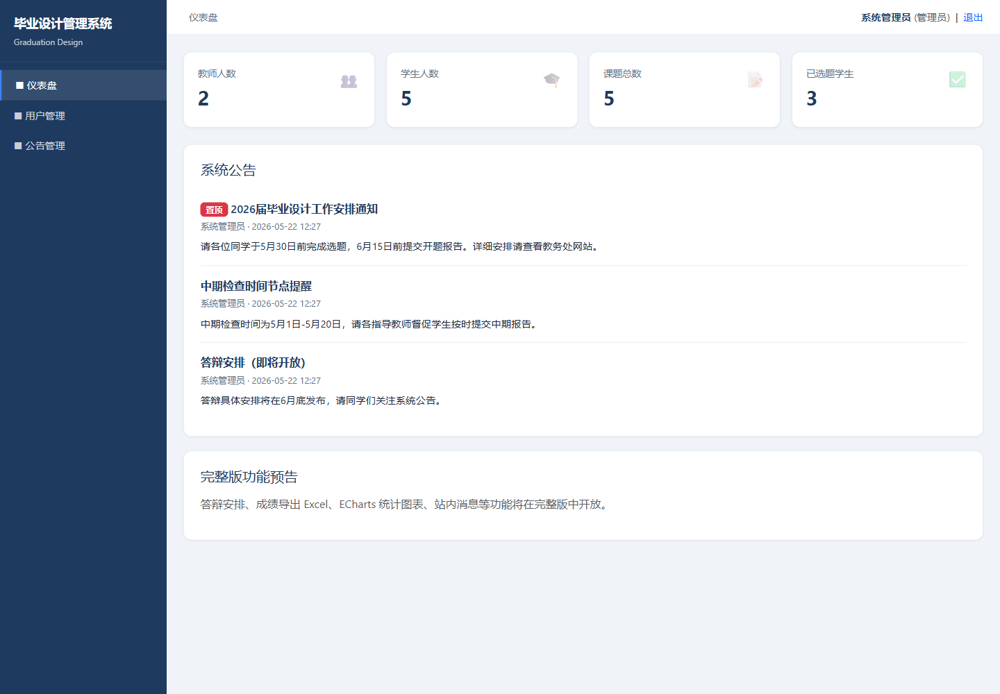 毕业设计管理系统
Graduation Design
仪表盘
用户管理
公告管理
仪表盘
系统管理员 (管理员) | 退出
教师人数
2
学生人数
5
课题总数
5
已选题学生
3
系统公告
置顶 2026届毕业设计工作安排通知
系统管理员 · 2026-05-22 12:27
请各位同学于5月30日前完成选题，6月15日前提交开题报告。详细安排请查看教务处网站。
中期检查时间节点提醒
系统管理员 · 2026-05-22 12:27
中期检查时间为5月1日-5月20日，请各指导教师督促学生按时提交中期报告。
答辩安排（即将开放）
系统管理员 · 2026-05-22 12:27
答辩具体安排将在6月底发布，请同学们关注系统公告。
完整版功能预告
答辩安排、成绩导出 Excel、ECharts 统计图表、站内消息等功能将在完整版中开放。